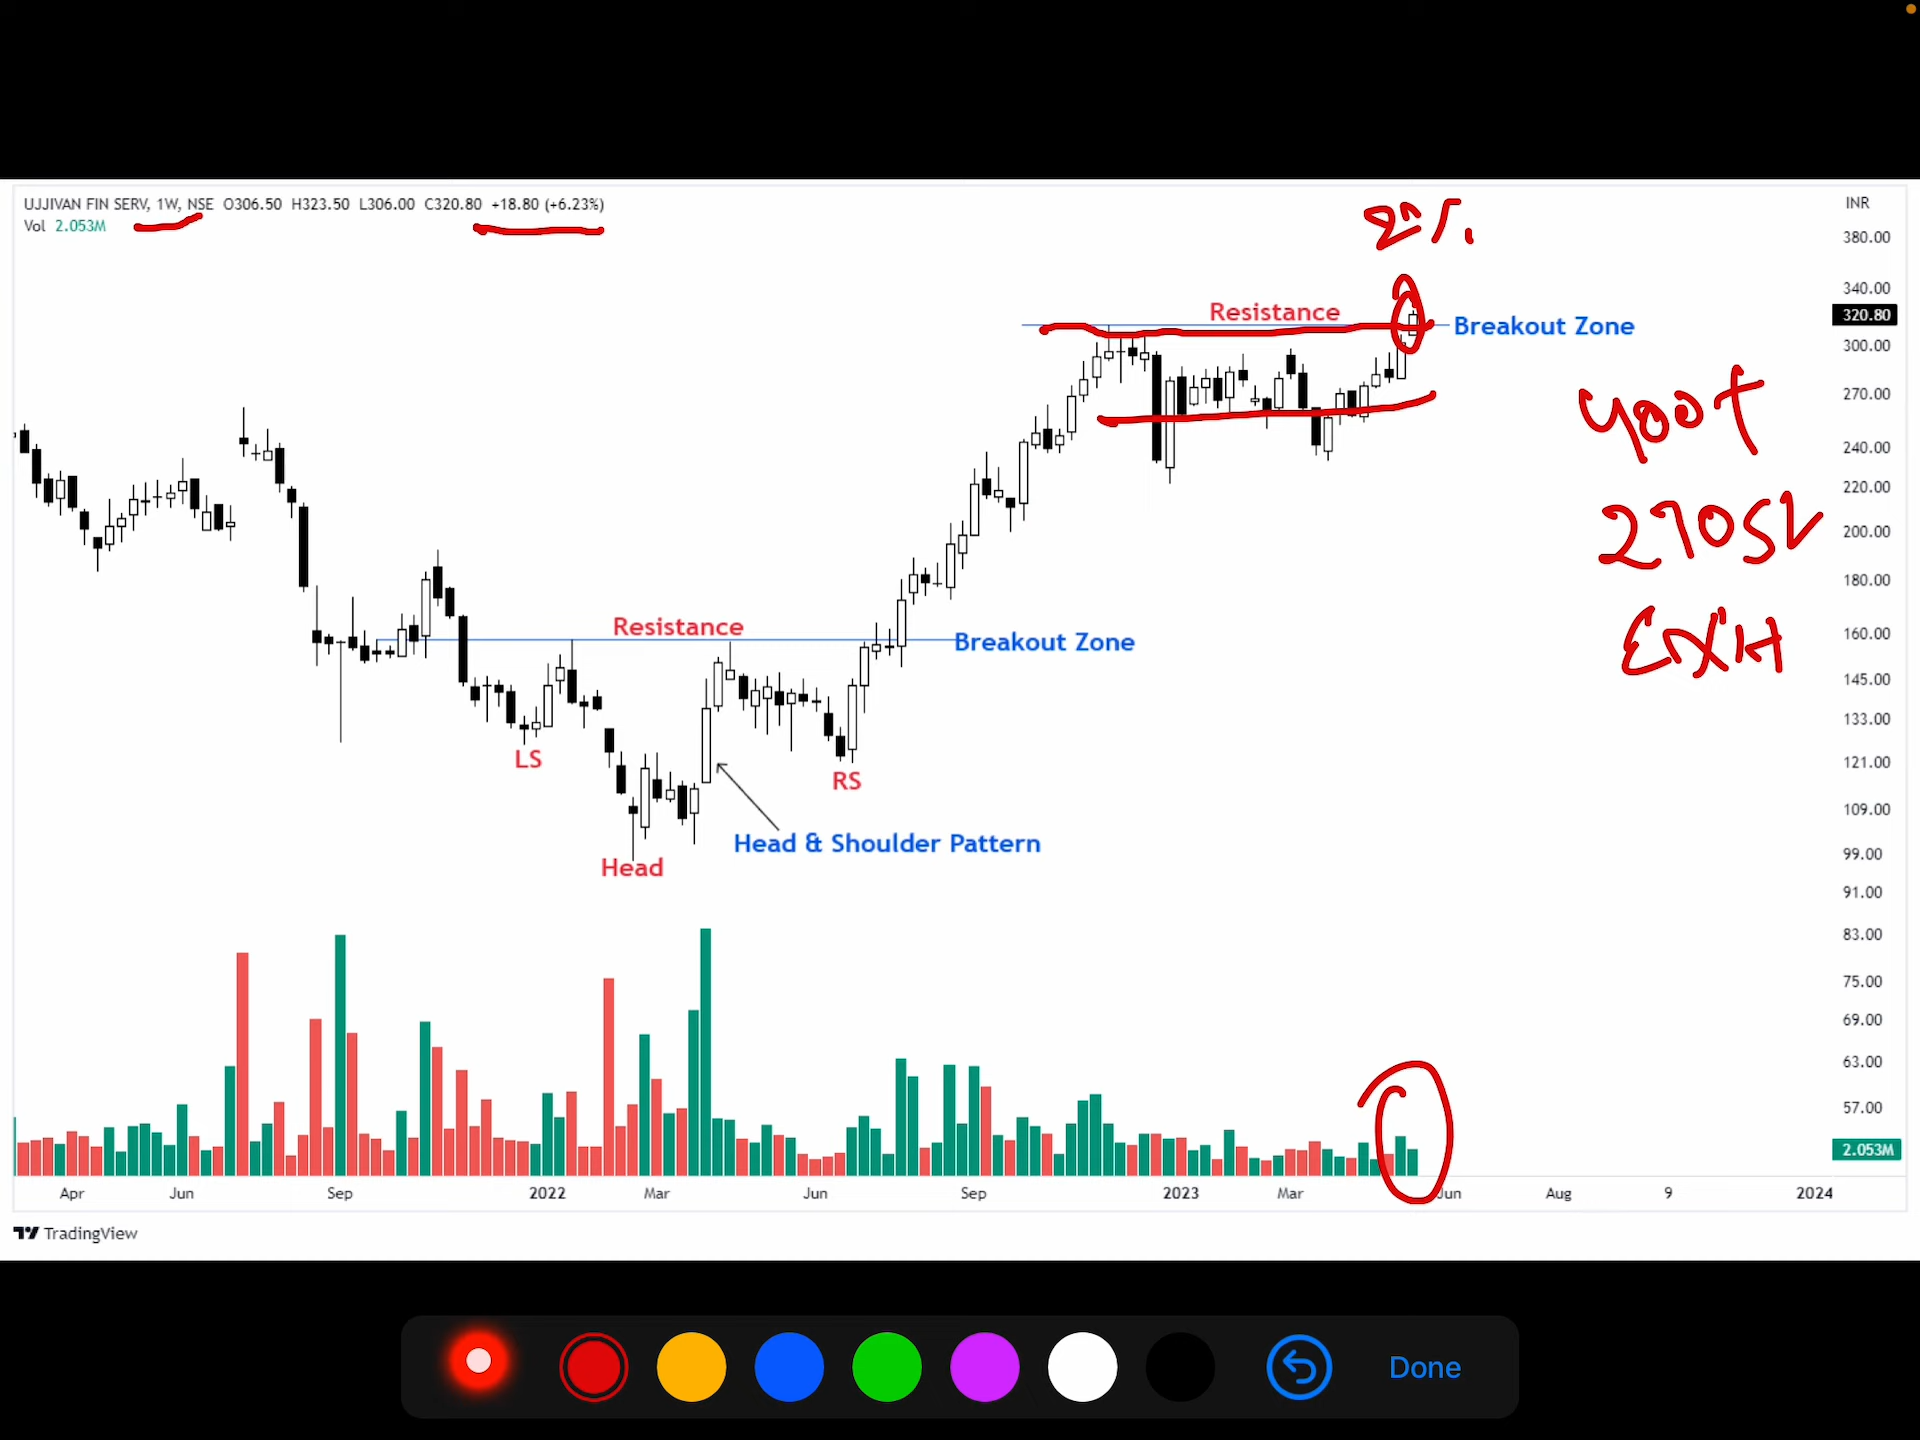 UJJIVAN FIN SERV, 1W, NSE O306.50 H323.50 L306.00 C320.80 +18.80 (+6.23%)
Vol 2.053M
INR
380.00
340.00
320.80
300.00
270.00
240.00
220.00
200.00
180.00
160.00
145.00
133.00
121.00
109.00
99.00
91.00
83.00
75.00
69.00
63.00
57.00
2.053M
Resistance
Breakout Zone
400+
270SL
Resistance
Breakout Zone
LS
RS
Head & Shoulder Pattern
Head
Apr Jun Sep 2022 Mar Jun Sep 2023 Mar Jun Aug 9 2024
TradingView
Done